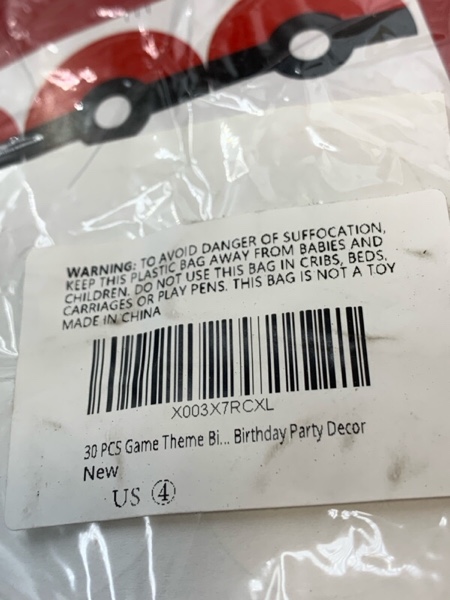 WARNING: TO AVOID DANGER OF SUFFOCATION,
KEEP THIS PLASTIC BAG AWAY FROM BABIES AND
CHILDREN. DO NOT USE THIS BAG IN CRIBS, BEDS,
CARRIAGES OR PLAY PENS. THIS BAG IS NOT A TOY
MADE IN CHINA
X003X7RCXL
30 PCS Game Theme Bi... Birthday Party Decor
New
US ④